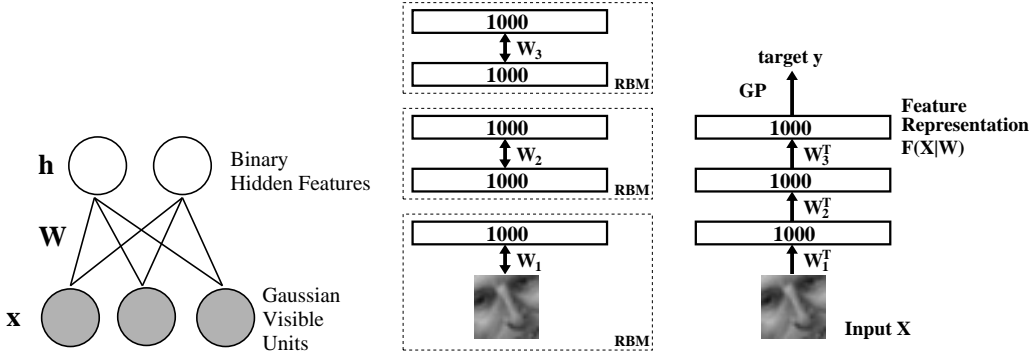 h
Binary
Hidden Features
W
x
Gaussian
Visible
Units
1000
W3
1000
RBM
1000
W2
1000
RBM
1000
W1
RBM
target y
GP
1000
Feature
Representation
F(X|W)
W3T
1000
W2T
1000
W1T
Input X